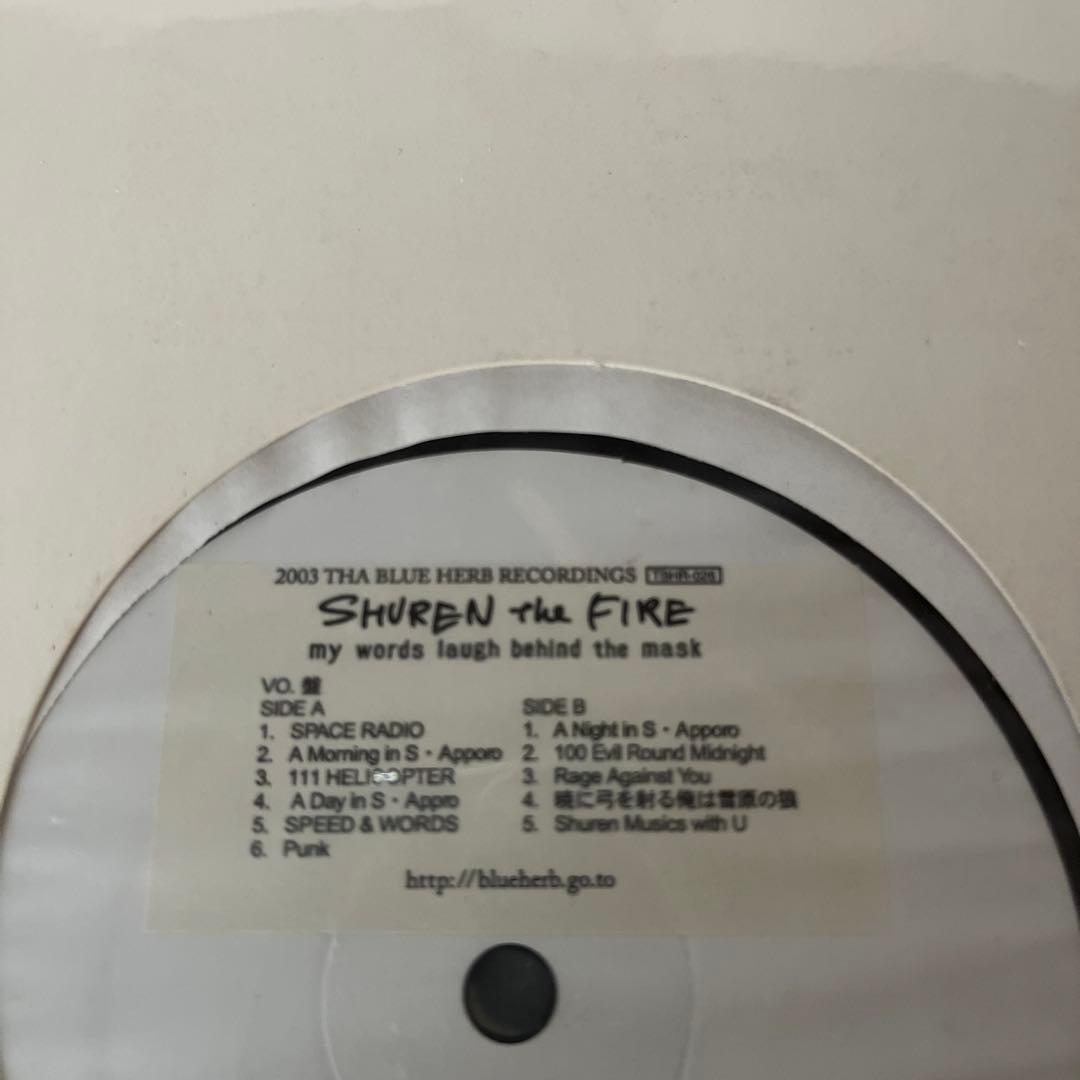 2003 THA BLUE HERB RECORDINGS TBHR-026
SHUREN the FIRE
my words laugh behind the mask
VO. 盤
SIDE A
1. SPACE RADIO
2. A Morning in S・Apporo
3. 111 HELICOPTER
4. A Day in S・Appro
5. SPEED & WORDS
6. Punk
SIDE B
1. A Night in S・Apporo
2. 100 Evil Round Midnight
3. Rage Against You
4. 暁に弓を射る俺は雪原の狼
5. Shuren Musics with U
http://blueherb.go.to